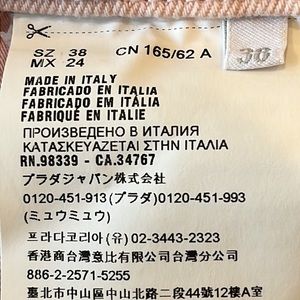 SZ 38 CN 165/62 A
MX 24
38
MADE IN ITALY
FABRICADO EN ITALIA
FABRICADO EM ITÁLIA
FABRIQUÉ EN ITALIE
ПРОИЗВЕДЕНО В ИТАЛИЯ
ΚΑΤΑΣΚΕΥΑΖΕΤΑΙ ΣΤΗΝ ΙΤΑΛΙΑ
RN.98339 - CA.34767
プラダジャパン株式会社
0120-451-913 (プラダ) 0120-451-993
(ミュウミュウ)
프라다코리아 (유) 02-3443-2323
香港商台灣意比有限公司台灣分公司
886-2-2571-5255
臺北市中山區中山北路二段44號12樓A室